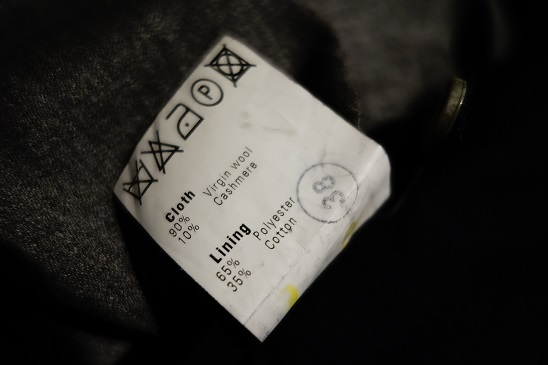 P
Cloth
90% Virgin wool
10% Cashmere
Lining
65% Polyester
35% Cotton
38